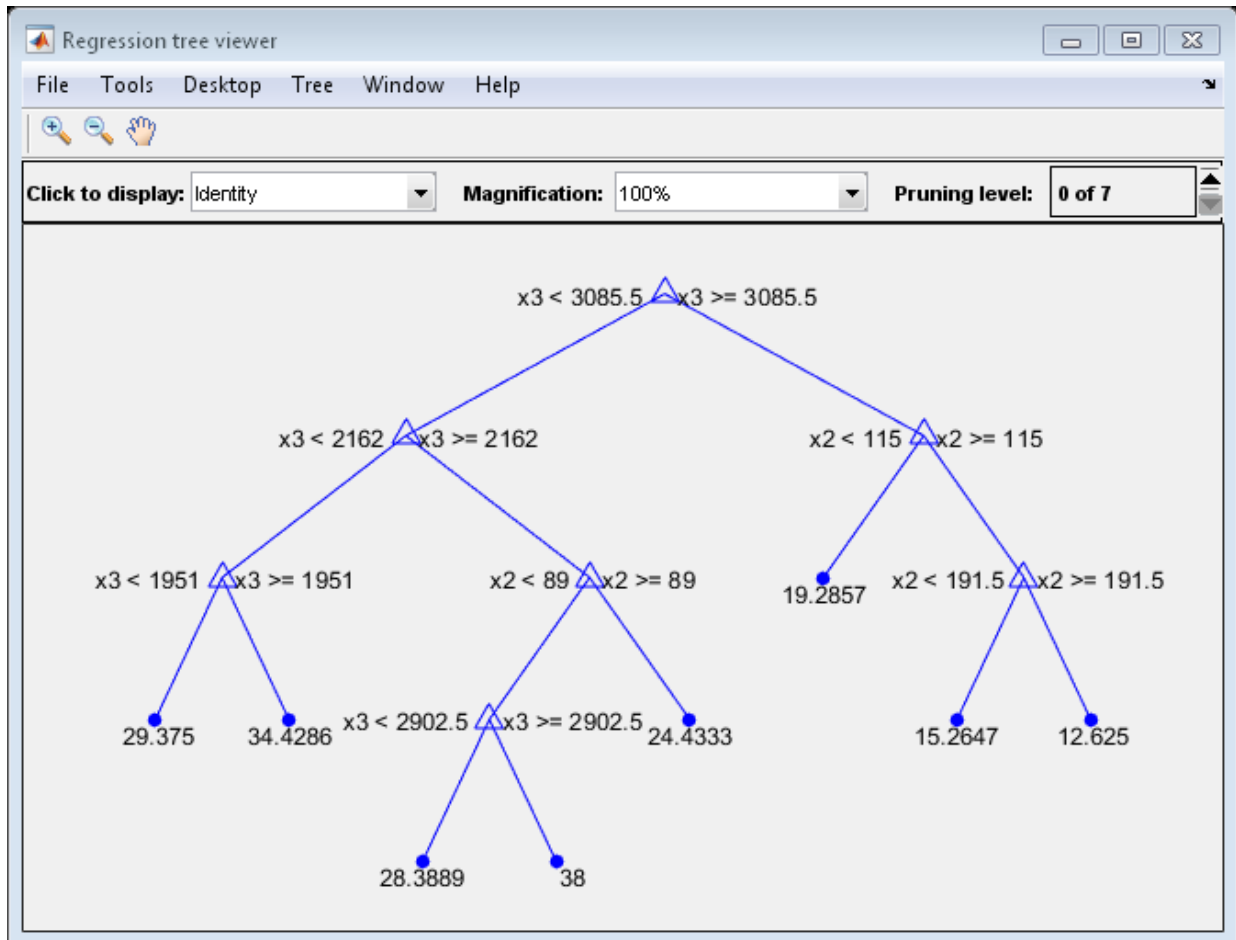 Regression tree viewer
File Tools Desktop Tree Window Help
Click to display: Identity Magnification: 100% Pruning level: 0 of 7
x3 < 3085.5 x3 >= 3085.5
x3 < 2162 x3 >= 2162 x2 < 115 x2 >= 115
x3 < 1951 x3 >= 1951 x2 < 89 x2 >= 89 19.2857 x2 < 191.5 x2 >= 191.5
29.375 34.4286 x3 < 2902.5 x3 >= 2902.5 24.4333 15.2647 12.625
28.3889 38